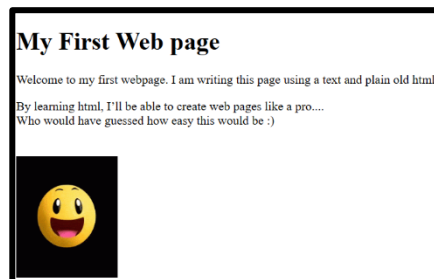 My First Web page
Welcome to my first webpage. I am writing this page using a text and plain old html
By learning html, I’ll be able to create web pages like a pro....
Who would have guessed how easy this would be :)